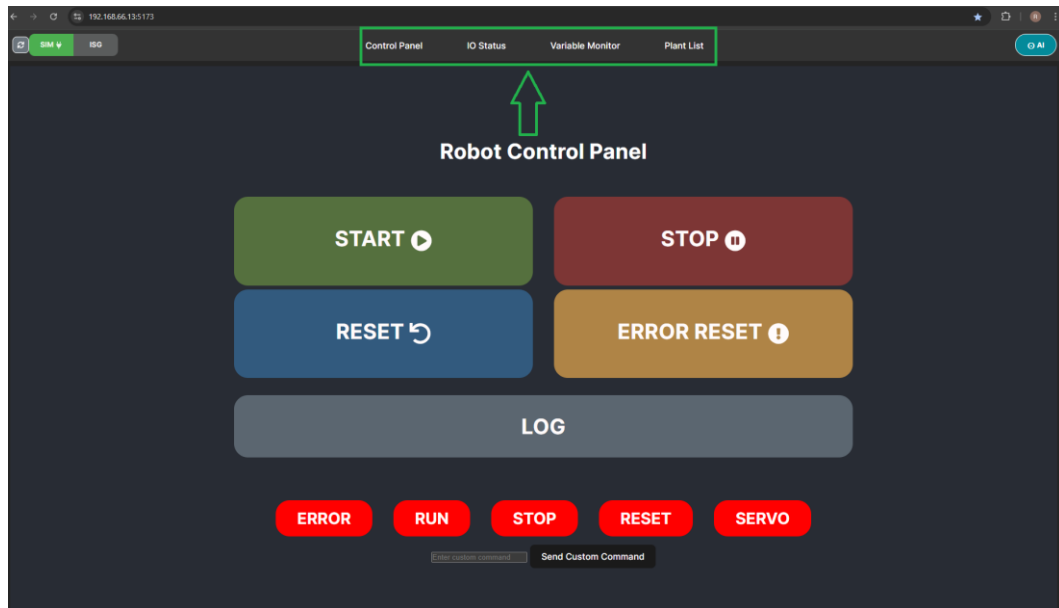 192.168.66.13:5173
SIM ISG Control Panel IO Status Variable Monitor Plant List AI
Robot Control Panel
START STOP
RESET ERROR RESET
LOG
ERROR RUN STOP RESET SERVO
Enter custom command Send Custom Command